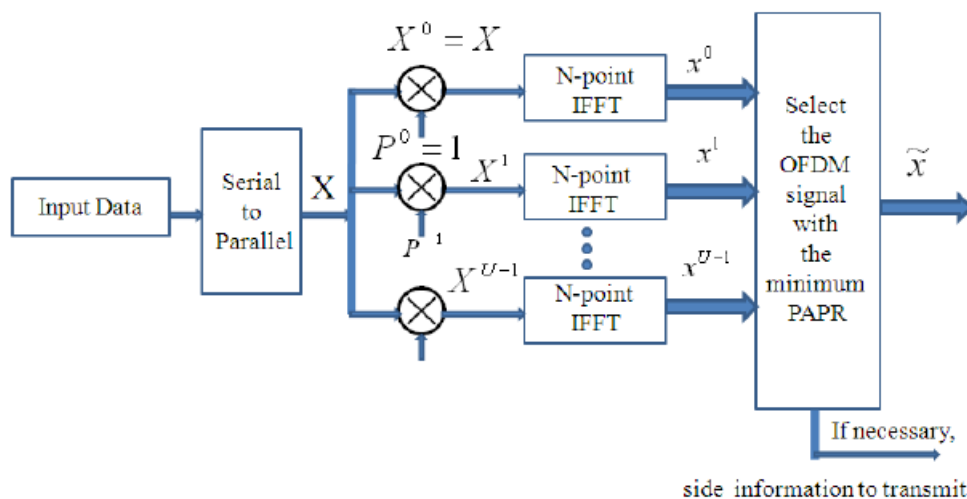 X⁰ = X
N-point
IFFT
x⁰
P⁰ = 1
Input Data
Serial
to
Parallel
X
X¹
N-point
IFFT
x¹
P¹
X^{U-1}
N-point
IFFT
x^{U-1}
Select
the
OFDM
signal
with
the
minimum
PAPR
x̃
If necessary,
side information to transmit